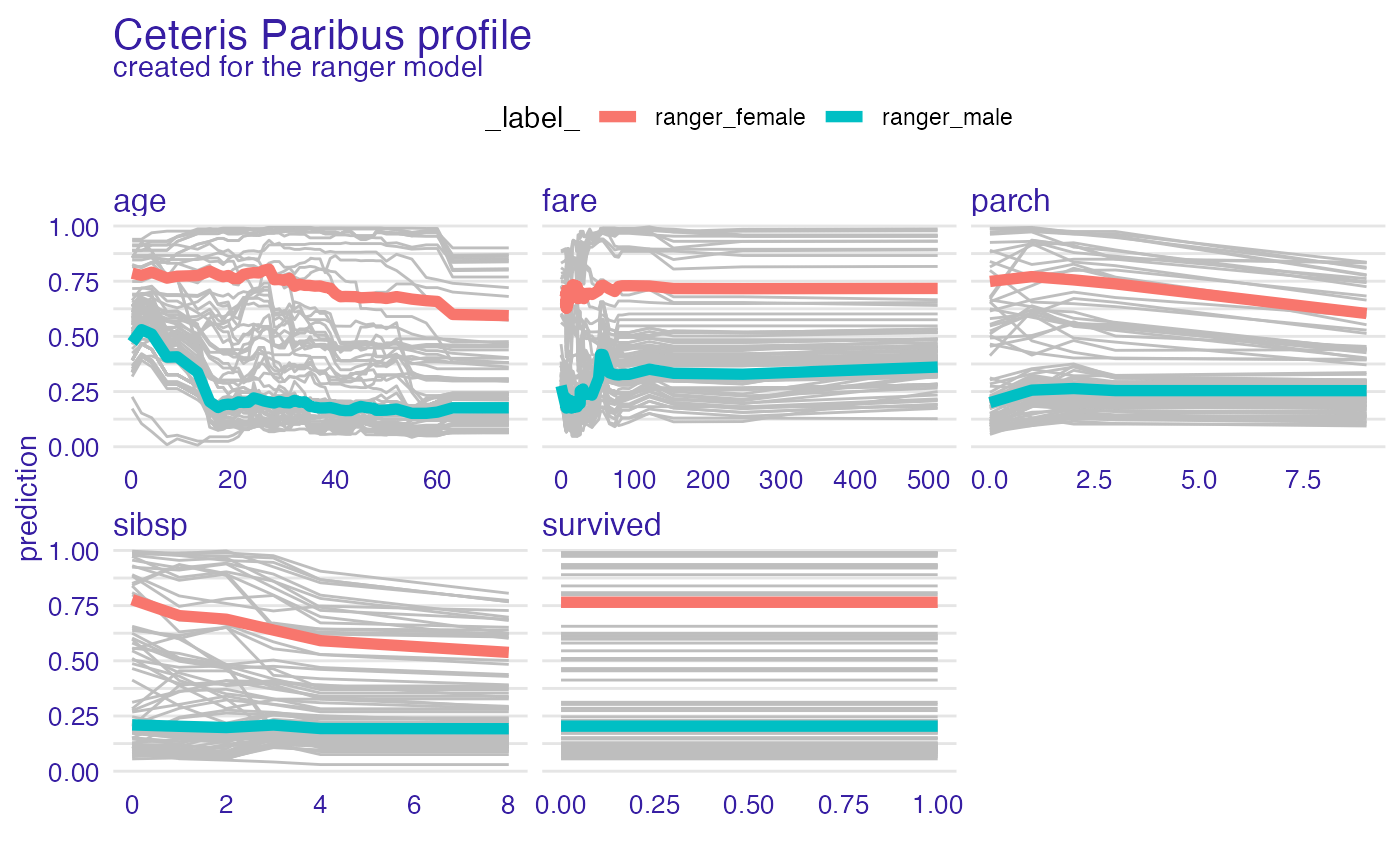 Ceteris Paribus profile
created for the ranger model
_label_ ranger_female ranger_male
age fare parch
1.00
0.75
0.50
0.25
0.00
0 20 40 60 0 100 200 300 400 500 0.0 2.5 5.0 7.5
prediction
sibsp survived
1.00
0.75
0.50
0.25
0.00
0 2 4 6 8 0.00 0.25 0.50 0.75 1.00